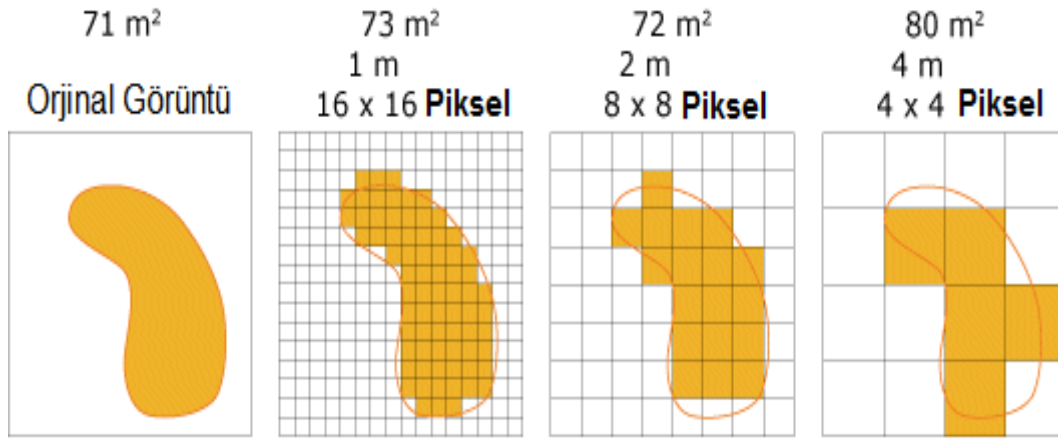 71 m²
Orjinal Görüntü
73 m²
1 m
16 x 16 Piksel
72 m²
2 m
8 x 8 Piksel
80 m²
4 m
4 x 4 Piksel